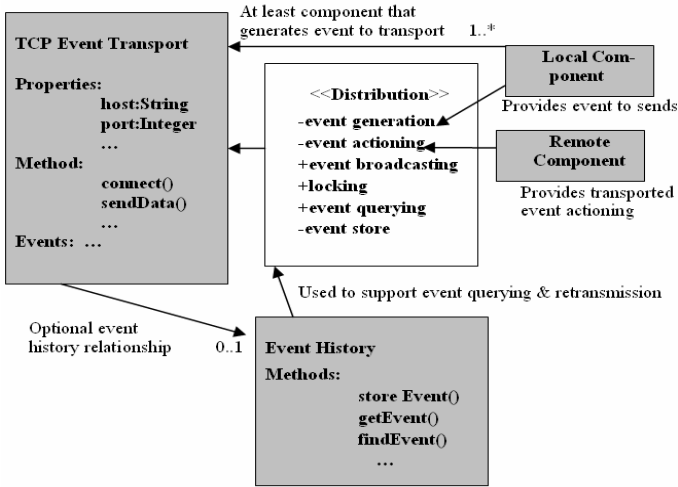 TCP Event Transport
Properties:
host:String
port:Integer
...
Method:
connect()
sendData()
...
Events: ...
At least component that
generates event to transport 1..*
Local Com-
ponent
Provides event to sends
<<Distribution>>
-event generation
-event actioning
+event broadcasting
+locking
+event querying
-event store
Remote
Component
Provides transported
event actioning
Used to support event querying & retransmission
Optional event
history relationship 0..1
Event History
Methods:
store Event()
getEvent()
findEvent()
...